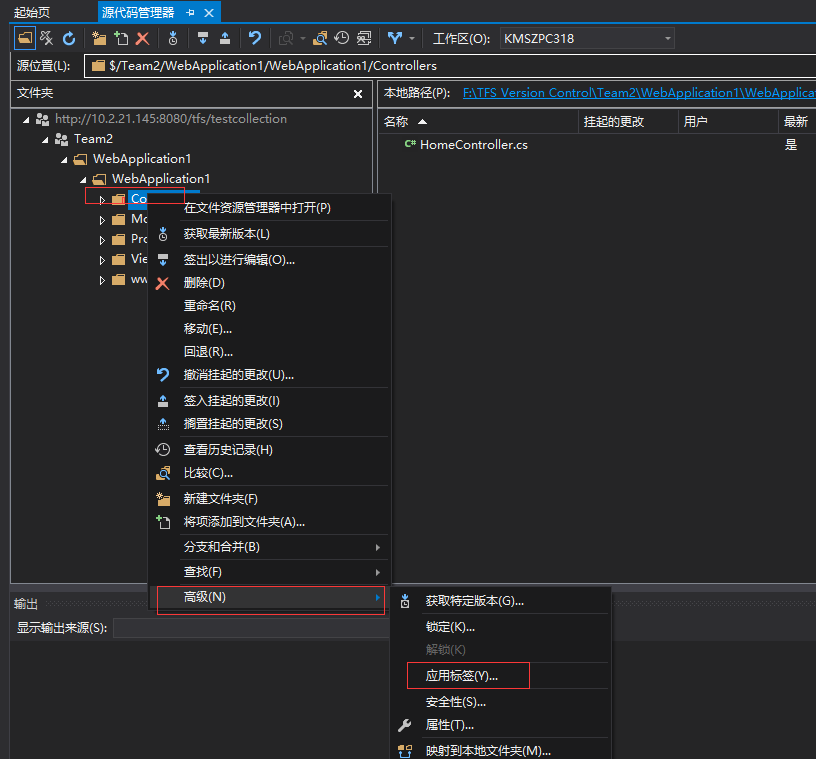 起始页
源代码管理器
工作区(O): KMSZPC318
源位置(L): $/Team2/WebApplication1/WebApplication1/Controllers
文件夹
http://10.2.21.145:8080/tfs/testcollection
Team2
WebApplication1
WebApplication1
Co
Mo
Pro
Vie
ww
本地路径(P): F:\TFS Version Control\Team2\WebApplication1\WebApplica
名称 挂起的更改 用户 最新
HomeController.cs 是
在文件资源管理器中打开(P)
获取最新版本(L)
签出以进行编辑(O)...
删除(D)
重命名(R)
移动(E)...
回退(R)...
撤消挂起的更改(U)...
签入挂起的更改(I)
搁置挂起的更改(S)
查看历史记录(H)
比较(C)...
新建文件夹(F)
将项添加到文件夹(A)...
分支和合并(B)
查找(F)
高级(N)
获取特定版本(G)...
锁定(K)...
解锁(K)
应用标签(Y)...
安全性(S)...
属性(T)...
映射到本地文件夹(M)...
输出
显示输出来源(S):